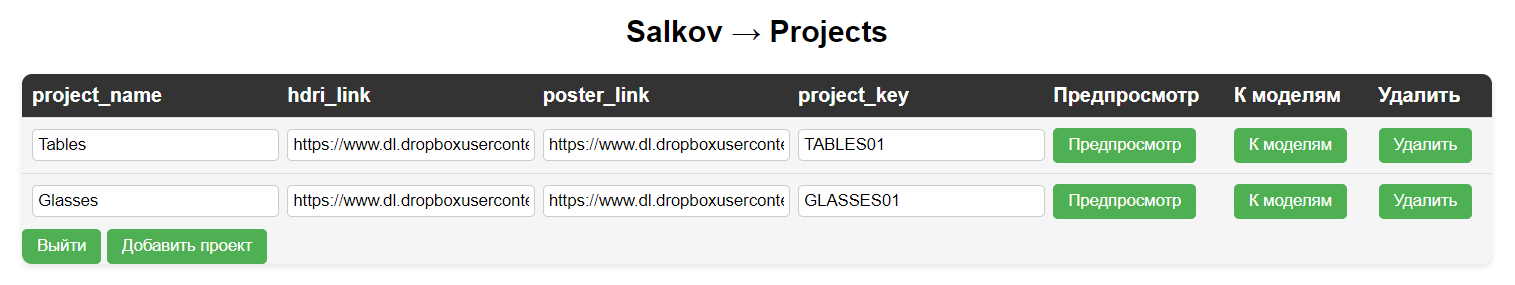 Salkov → Projects
project_name hdri_link poster_link project_key Предпросмотр К моделям Удалить
Tables https://www.dl.dropboxuserconte https://www.dl.dropboxuserconte TABLES01 Предпросмотр К моделям Удалить
Glasses https://www.dl.dropboxuserconte https://www.dl.dropboxuserconte GLASSES01 Предпросмотр К моделям Удалить
Выйти Добавить проект